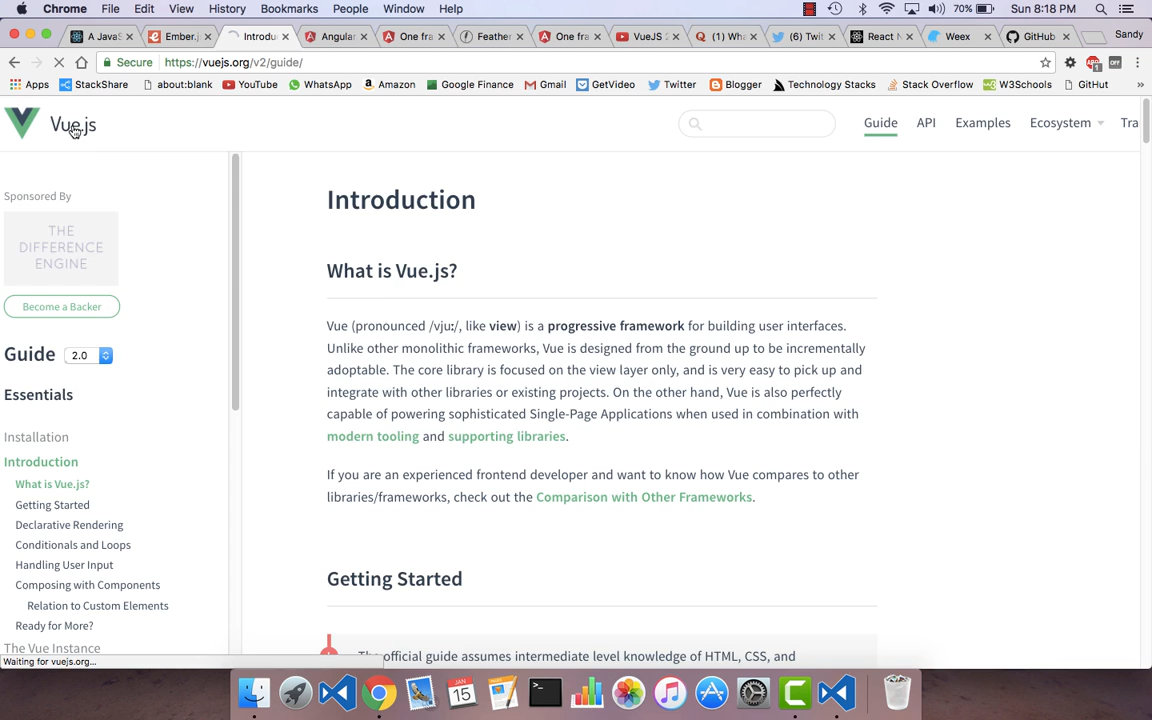 Chrome File Edit View History Bookmarks People Window Help 70% Sun 8:18 PM
A JavaS Ember.j Introdu Angular One fra Feather One fra VueJS 2 (1) Wha (6) Twit React N Weex GitHub Sandy
Secure https://vuejs.org/v2/guide/
Apps StackShare about:blank YouTube WhatsApp Amazon Google Finance Gmail GetVideo Twitter Blogger Technology Stacks Stack Overflow W3Schools GitHut
Vue.js Guide API Examples Ecosystem Tra
Sponsored By
THE
DIFFERENCE
ENGINE
Become a Backer
Guide 2.0
Essentials
Installation
Introduction
What is Vue.js?
Getting Started
Declarative Rendering
Conditionals and Loops
Handling User Input
Composing with Components
Relation to Custom Elements
Ready for More?
The Vue Instance
Waiting for vuejs.org...
Introduction
What is Vue.js?
Vue (pronounced /vjuː/, like view) is a progressive framework for building user interfaces.
Unlike other monolithic frameworks, Vue is designed from the ground up to be incrementally
adoptable. The core library is focused on the view layer only, and is very easy to pick up and
integrate with other libraries or existing projects. On the other hand, Vue is also perfectly
capable of powering sophisticated Single-Page Applications when used in combination with
modern tooling and supporting libraries.
If you are an experienced frontend developer and want to know how Vue compares to other
libraries/frameworks, check out the Comparison with Other Frameworks.
Getting Started
The official guide assumes intermediate level knowledge of HTML, CSS, and
JAN
15